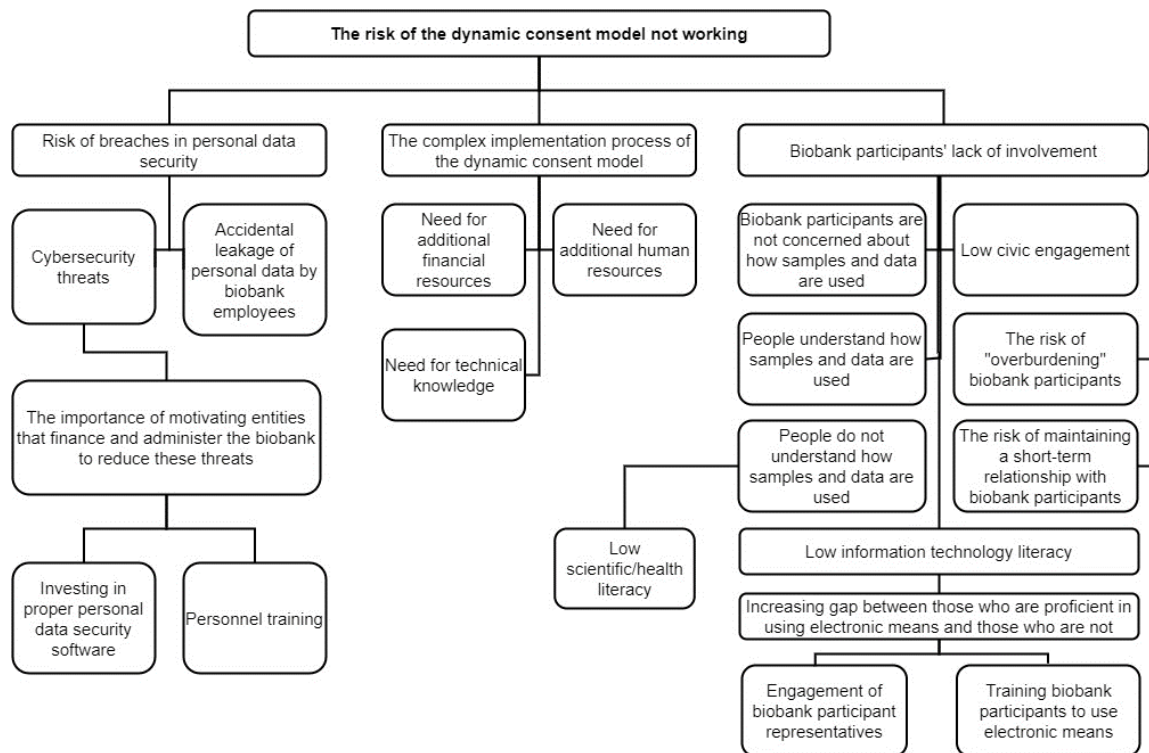 The risk of the dynamic consent model not working
Risk of breaches in personal data
security
The complex implementation process of
the dynamic consent model
Biobank participants' lack of involvement
Cybersecurity
threats
Accidental
leakage of
personal data by
biobank
employees
Need for
additional
financial
resources
Need for
additional human
resources
Biobank participants are
not concerned about
how samples and data
are used
Low civic engagement
Need for technical
knowledge
People understand how
samples and data are
used
The risk of
"overburdening"
biobank participants
The importance of motivating entities
that finance and administer the biobank
to reduce these threats
People do not
understand how
samples and data are
used
The risk of maintaining
a short-term
relationship with
biobank participants
Investing in
proper personal
data security
software
Personnel training
Low
scientific/health
literacy
Low information technology literacy
Increasing gap between those who are proficient in
using electronic means and those who are not
Engagement of
biobank participant
representatives
Training biobank
participants to use
electronic means